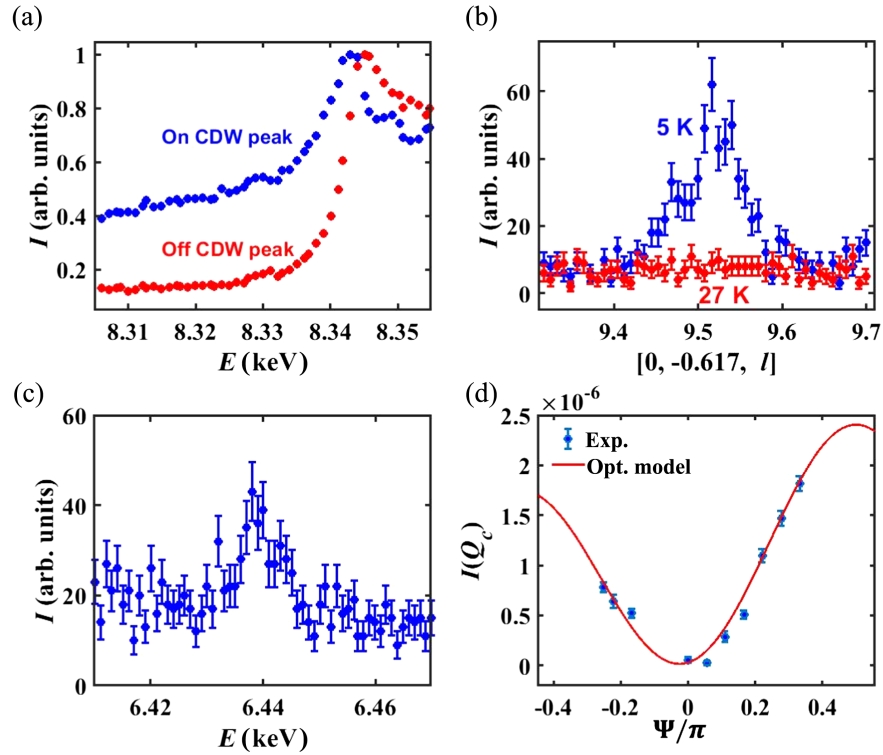 (a)
1
0.8
0.6
0.4
0.2
I (arb. units)
On CDW peak
Off CDW peak
8.31 8.32 8.33 8.34 8.35
E (keV)
(b)
60
40
20
0
I (arb. units)
5 K
27 K
9.4 9.5 9.6 9.7
[0, -0.617, l]
(c)
60
40
20
0
I (arb. units)
6.42 6.44 6.46
E (keV)
(d)
×10⁻⁶
2.5
2
1.5
1
0.5
0
I(Q_c)
Exp.
Opt. model
-0.4 -0.2 0 0.2 0.4
Ψ/π